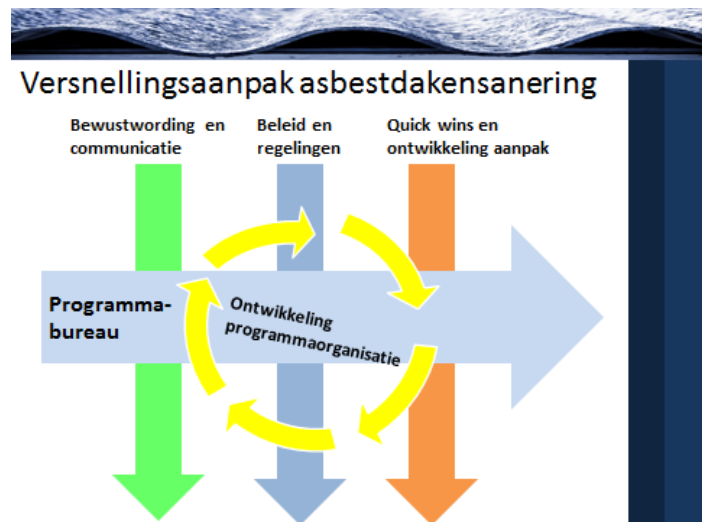 Versnellingsaanpak asbestdakensanering
Bewustwording en
communicatie
Beleid en
regelingen
Quick wins en
ontwikkeling aanpak
Programma-
bureau
Ontwikkeling
programmaorganisatie